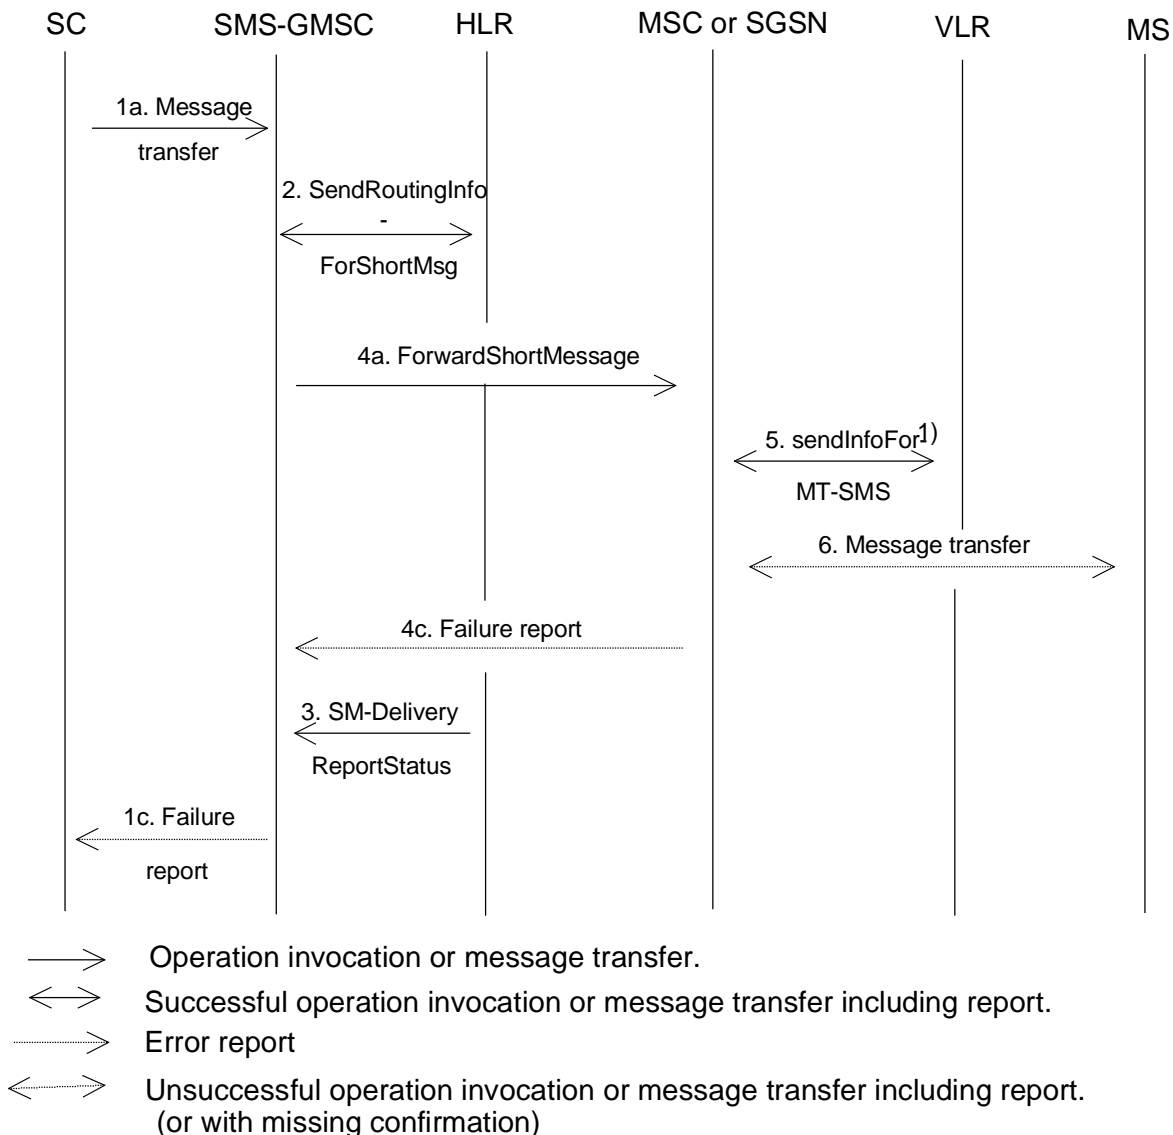 SC SMS-GMSC HLR MSC or SGSN VLR MS
1a. Message
transfer
2. SendRoutingInfo
-
ForShortMsg
4a. ForwardShortMessage
5. sendInfoFor-1)
MT-SMS
6. Message transfer
4c. Failure report
3. SM-Delivery
ReportStatus
1c. Failure
report
Operation invocation or message transfer.
Successful operation invocation or message transfer including report.
Error report
Unsuccessful operation invocation or message transfer including report.
(or with missing confirmation)